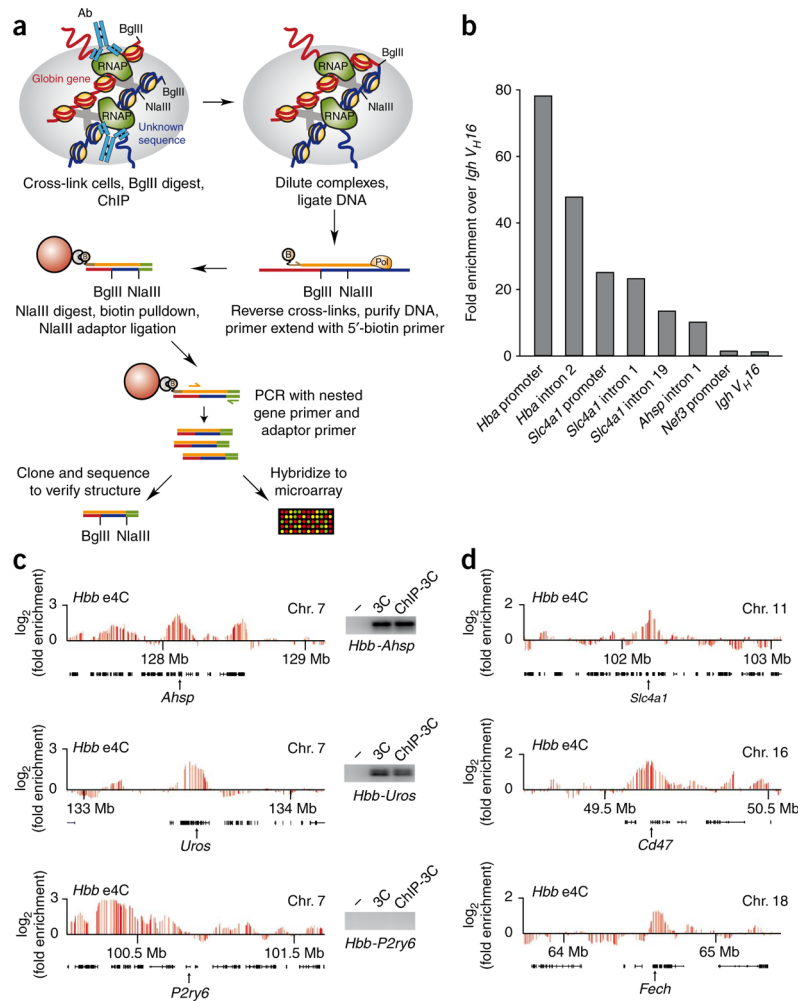 a
Ab
BglII
RNAP
Globin gene
BglII
NlaIII
RNAP
Unknown
sequence
Cross-link cells, BglII digest,
ChIP
RNAP
BglII
NlaIII
RNAP
Dilute complexes,
ligate DNA
B
BglII NlaIII
NlaIII digest, biotin pulldown,
NlaIII adaptor ligation
B
Pol
BglII NlaIII
Reverse cross-links, purify DNA,
primer extend with 5′-biotin primer
B
PCR with nested
gene primer and
adaptor primer
Clone and sequence
to verify structure
BglII NlaIII
Hybridize to
microarray
b
Fold enrichment over Igh VH16
80
60
40
20
0
Hba promoter
Hba intron 2
Slc4a1 promoter
Slc4a1 intron 1
Slc4a1 intron 19
Ahsp intron 1
Nef3 promoter
Igh VH16
c
log2
(fold enrichment)
3
0
Hbb e4C
Chr. 7
128 Mb
129 Mb
Ahsp
–
3C
ChIP-3C
Hbb-Ahsp
log2
(fold enrichment)
3
0
Hbb e4C
Chr. 7
133 Mb
134 Mb
Uros
–
3C
ChIP-3C
Hbb-Uros
log2
(fold enrichment)
3
0
Hbb e4C
Chr. 7
100.5 Mb
101.5 Mb
P2ry6
–
3C
ChIP-3C
Hbb-P2ry6
d
log2
(fold enrichment)
2
0
Hbb e4C
Chr. 11
102 Mb
103 Mb
Slc4a1
log2
(fold enrichment)
2
0
Hbb e4C
Chr. 16
49.5 Mb
50.5 Mb
Cd47
log2
(fold enrichment)
2
0
Hbb e4C
Chr. 18
64 Mb
65 Mb
Fech